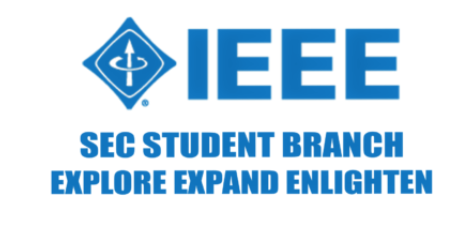 IEEE
®
SEC STUDENT BRANCH
EXPLORE EXPAND ENLIGHTEN